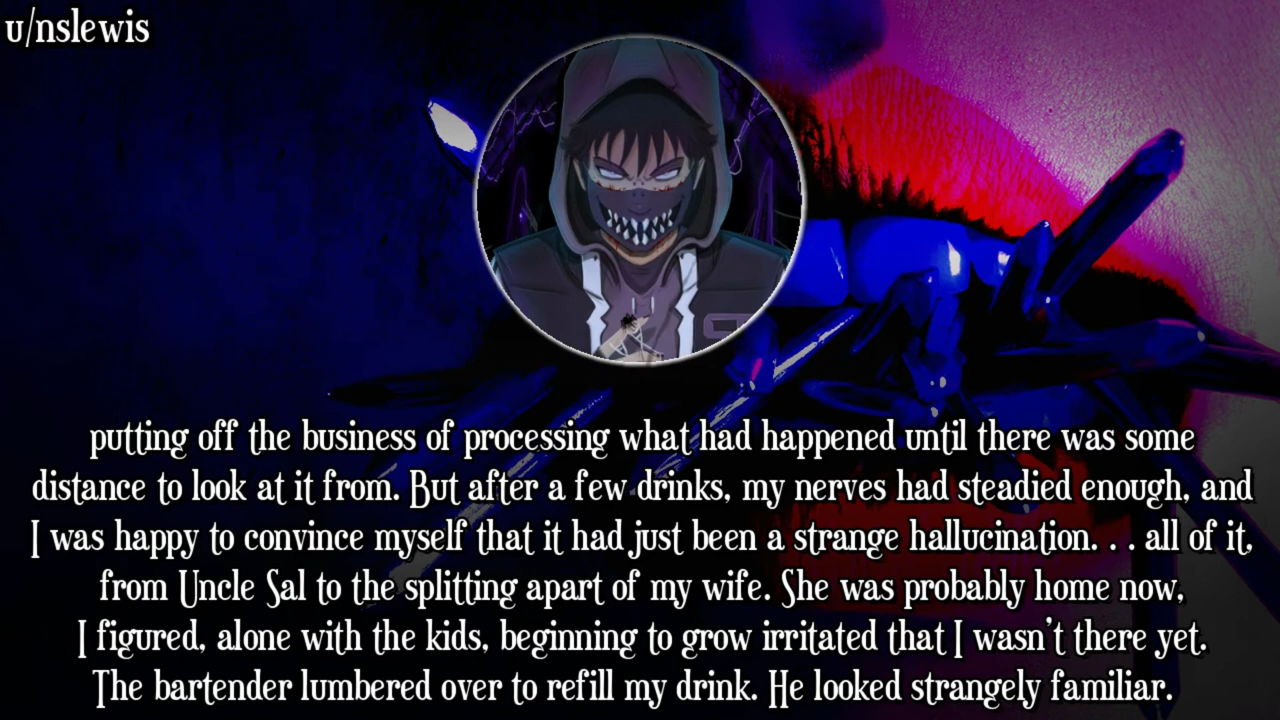 u/nslewis
putting off the business of processing what had happened until there was some
distance to look at it from. But after a few drinks, my nerves had steadied enough, and
I was happy to convince myself that it had just been a strange hallucination. . . all of it,
from Uncle Sal to the splitting apart of my wife. She was probably home now,
I figured, alone with the kids, beginning to grow irritated that I wasn't there yet.
The bartender lumbered over to refill my drink. He looked strangely familiar.